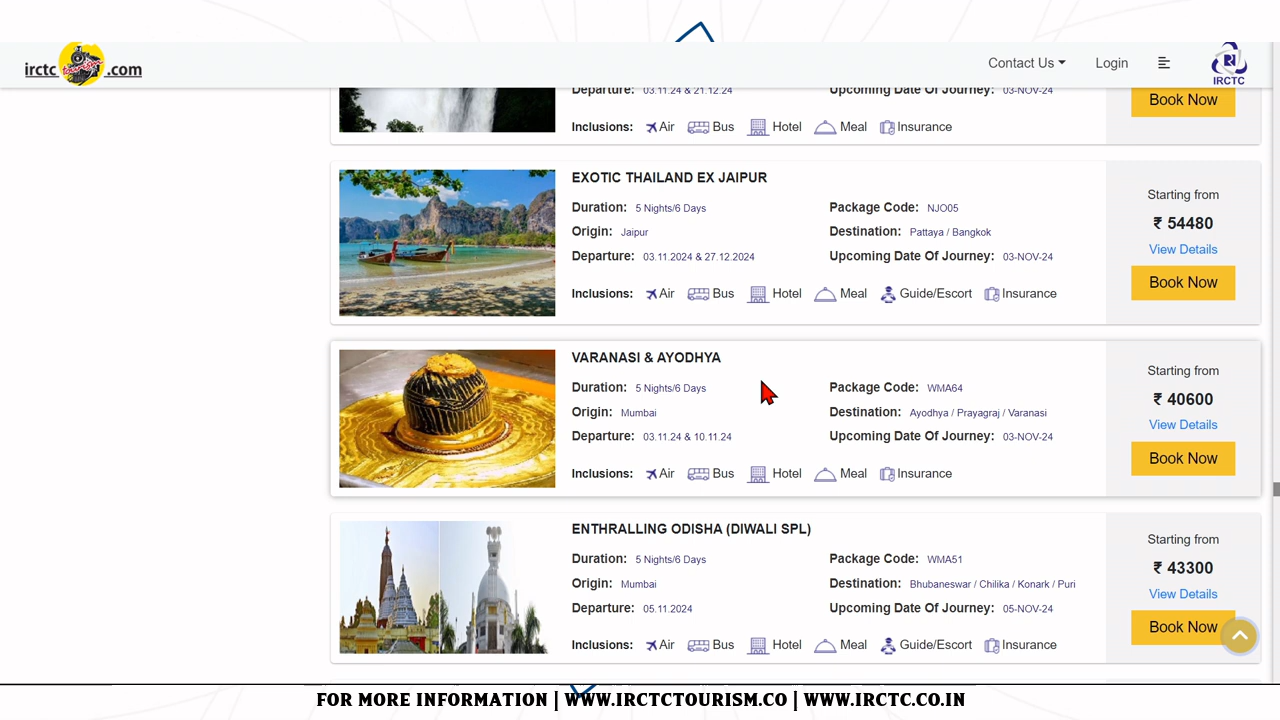 irctc tourism .com
Contact Us
Login
IRCTC
Departure: 03.11.24 & 21.12.24
Upcoming Date Of Journey: 03-NOV-24
Book Now
Inclusions: Air Bus Hotel Meal Insurance
EXOTIC THAILAND EX JAIPUR
Duration: 5 Nights/6 Days
Package Code: NJO05
Origin: Jaipur
Destination: Pattaya / Bangkok
Departure: 03.11.2024 & 27.12.2024
Upcoming Date Of Journey: 03-NOV-24
Inclusions: Air Bus Hotel Meal Guide/Escort Insurance
Starting from
₹ 54480
View Details
Book Now
VARANASI & AYODHYA
Duration: 5 Nights/6 Days
Package Code: WMA64
Origin: Mumbai
Destination: Ayodhya / Prayagraj / Varanasi
Departure: 03.11.24 & 10.11.24
Upcoming Date Of Journey: 03-NOV-24
Inclusions: Air Bus Hotel Meal Insurance
Starting from
₹ 40600
View Details
Book Now
ENTHRALLING ODISHA (DIWALI SPL)
Duration: 5 Nights/6 Days
Package Code: WMA51
Origin: Mumbai
Destination: Bhubaneswar / Chilika / Konark / Puri
Departure: 05.11.2024
Upcoming Date Of Journey: 05-NOV-24
Inclusions: Air Bus Hotel Meal Guide/Escort Insurance
Starting from
₹ 43300
View Details
Book Now
FOR MORE INFORMATION | WWW.IRCTCTOURISM.CO | WWW.IRCTC.CO.IN